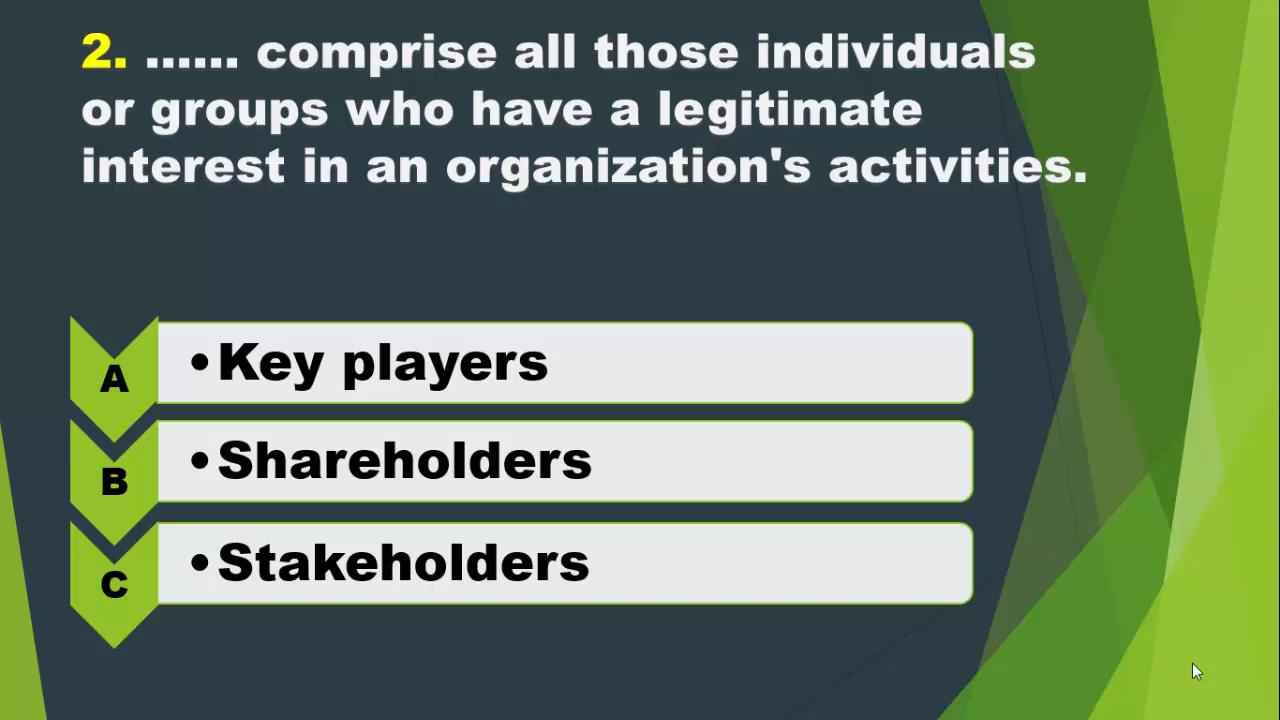 2. ...... comprise all those individuals
or groups who have a legitimate
interest in an organization's activities.
A
•Key players
B
•Shareholders
C
•Stakeholders